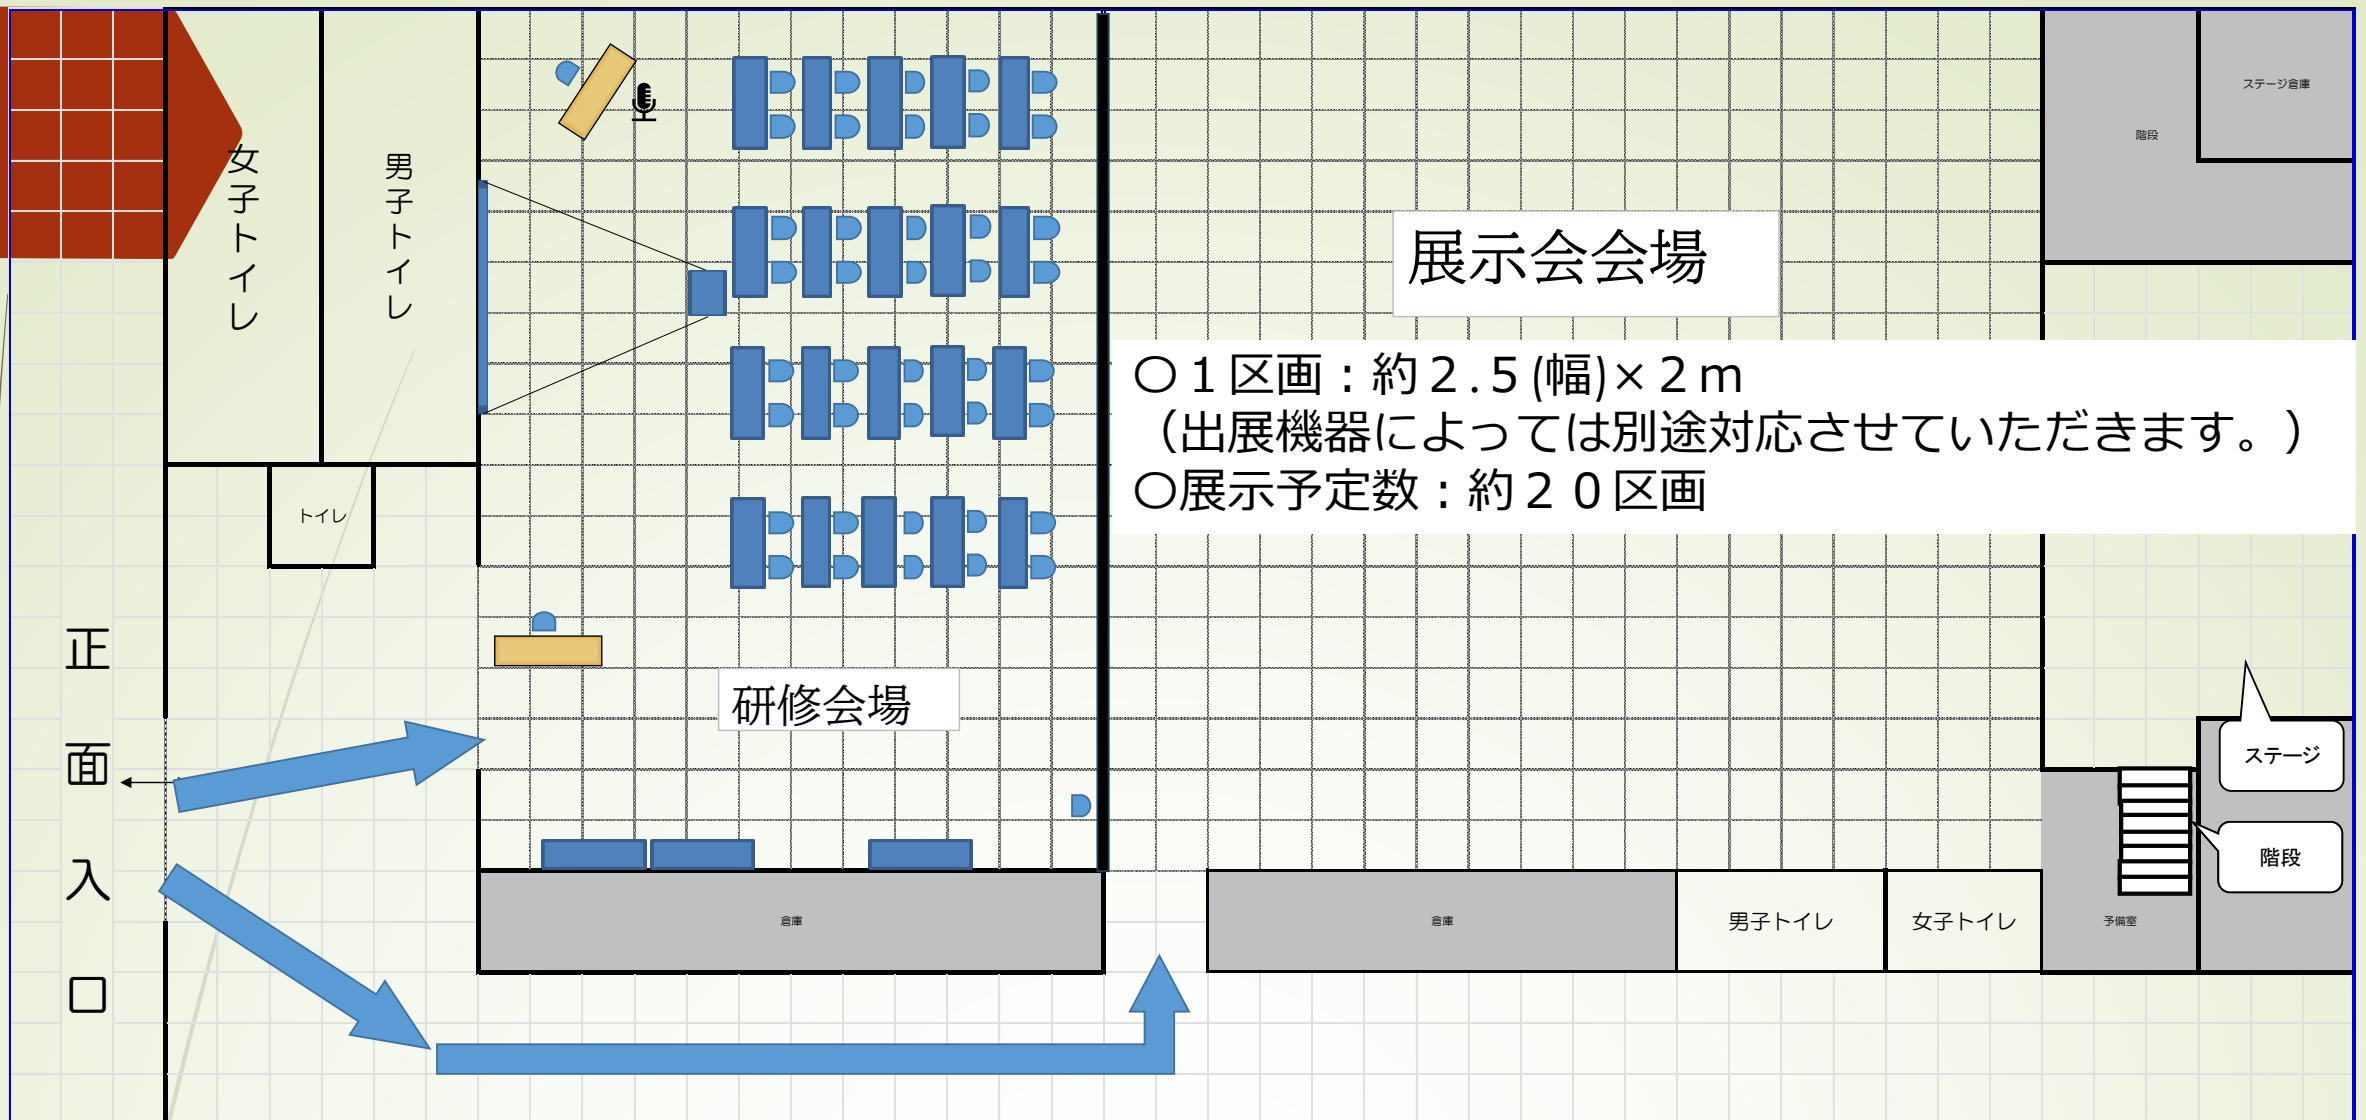 女子トイレ
男子トイレ
トイレ
正面入口
研修会場
倉庫
展示会会場
〇１区画：約２.５(幅)×２ｍ
（出展機器によっては別途対応させていただきます。）
〇展示予定数：約２０区画
階段
ステージ倉庫
ステージ
階段
倉庫
男子トイレ
女子トイレ
予備室